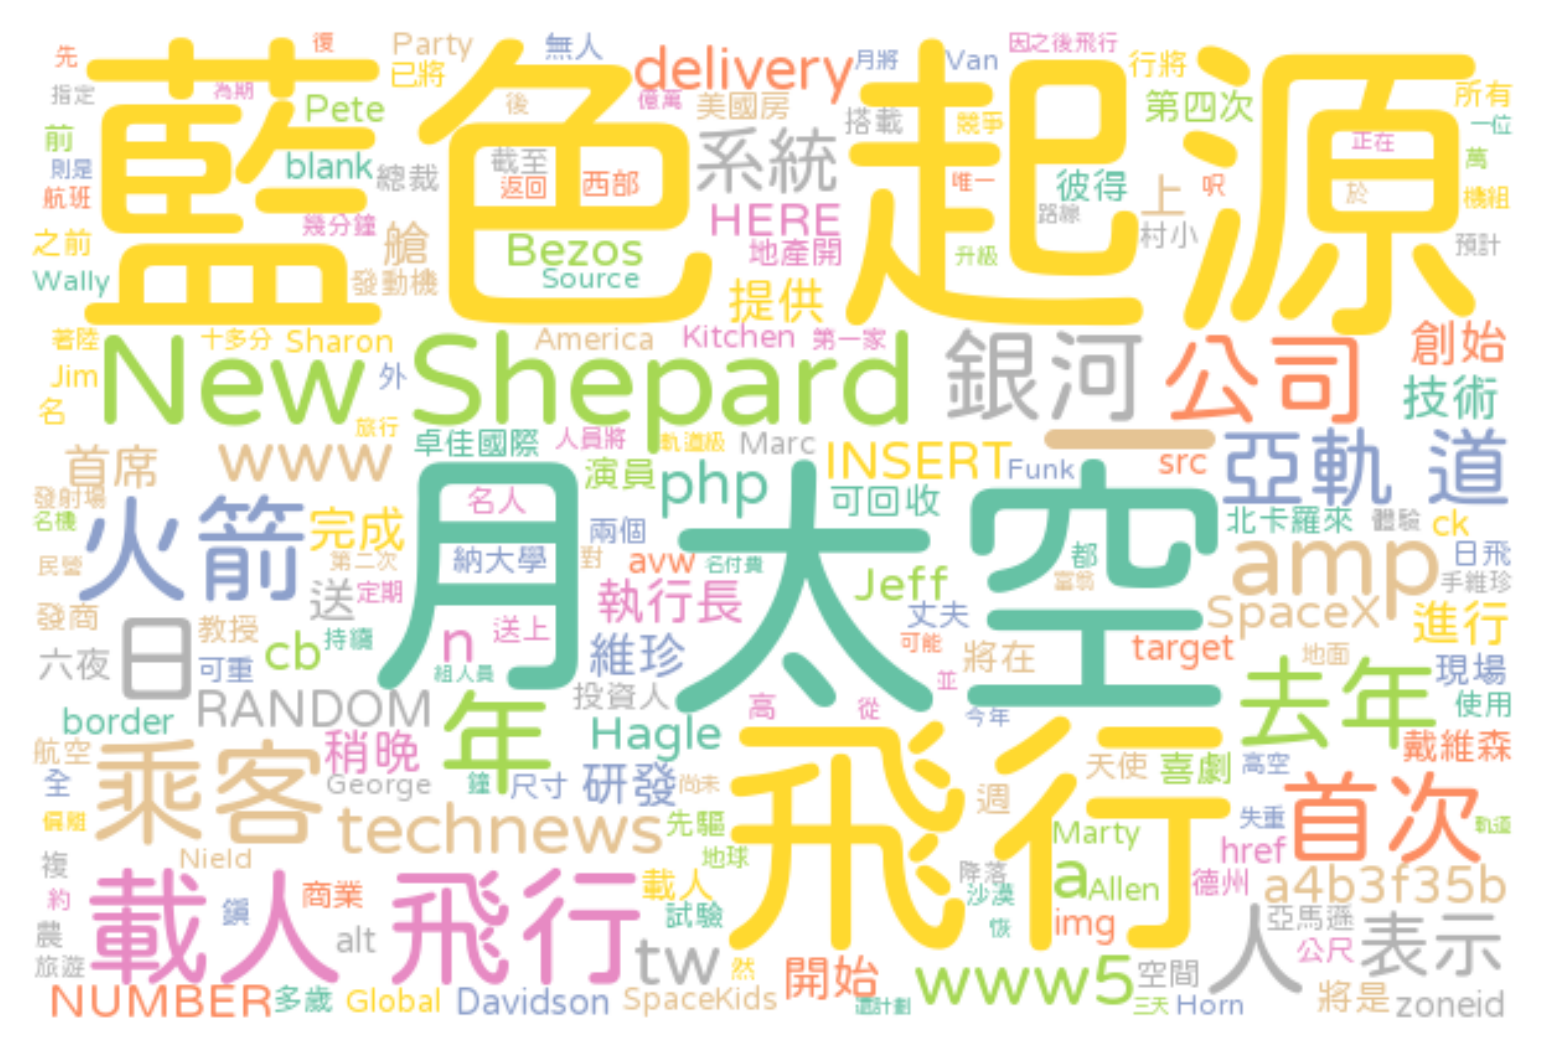 先 復 Party 無人 delivery 月將 Van 因之後飛行 行將 所有
藍色起源
指定 為期 Pete 已將 後 億萬 美國房 搭載 競爭 第四次 一位
前 blank 總裁 截至 系統 正在 萬
則是 返回 西部 唯一 彼得 上 呎 於 機組
航班 幾分鐘 HERE 路線 村小 預計
之前 艙 Bezos 地產開 升級
Wally 發動機 Source 提供
著陸 十多分 Sharon America Kitchen 第一家 創始
New Shepard 銀河 公司
Jim 外 技術
名 旅行 卓佳國際 人員將 軌道級 Marc 一
首席 www 演員 php INSERT Funk src 亞軌 道
發射場 名人 可回收 北卡羅來 體驗 ck
名機 火箭 完成 月 太空 兩個 都 amp 日飛
民營 第二次 納大學 對 avw 名付費 富翁 手維珍
送 定期 執行長 Jeff 丈夫 SpaceX 進行
發商 教授 持續 n 送上 可能 target
六夜 日 可重 cb 組人員 維珍 將在 地面 現場
RANDOM 投資人 並 去年 使用
border 年 Hagle 高 從 今年 戴維森
航空 乘客 稍晚 飛行 天使 喜劇 高空
全 George 鐘 尺寸 研發 尚未 週 首次
technews 先驅 Marty 失重 軌道
Nield 地球 href
複 載人 降落 a Allen 德州 a4b3f35b
約 載人 飛行 商業 鎖 試驗 沙漠 img 人 亞馬遜
農 alt 恢 公尺 表示
旅遊 tw 然 開始 www5 空間
NUMBER 多歲 Global Davidson SpaceKids 這計劃 三天 Horn 將是 zoneid